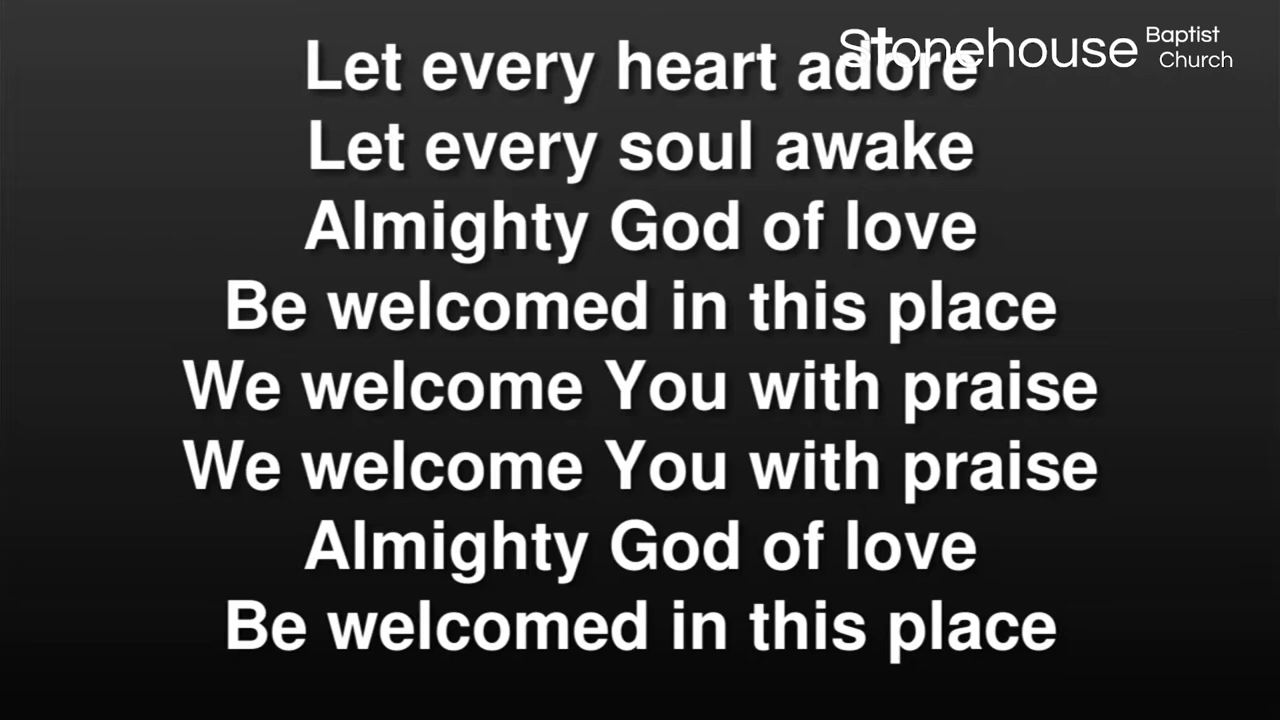 Stonehouse Baptist Church
Let every heart adore
Let every soul awake
Almighty God of love
Be welcomed in this place
We welcome You with praise
We welcome You with praise
Almighty God of love
Be welcomed in this place